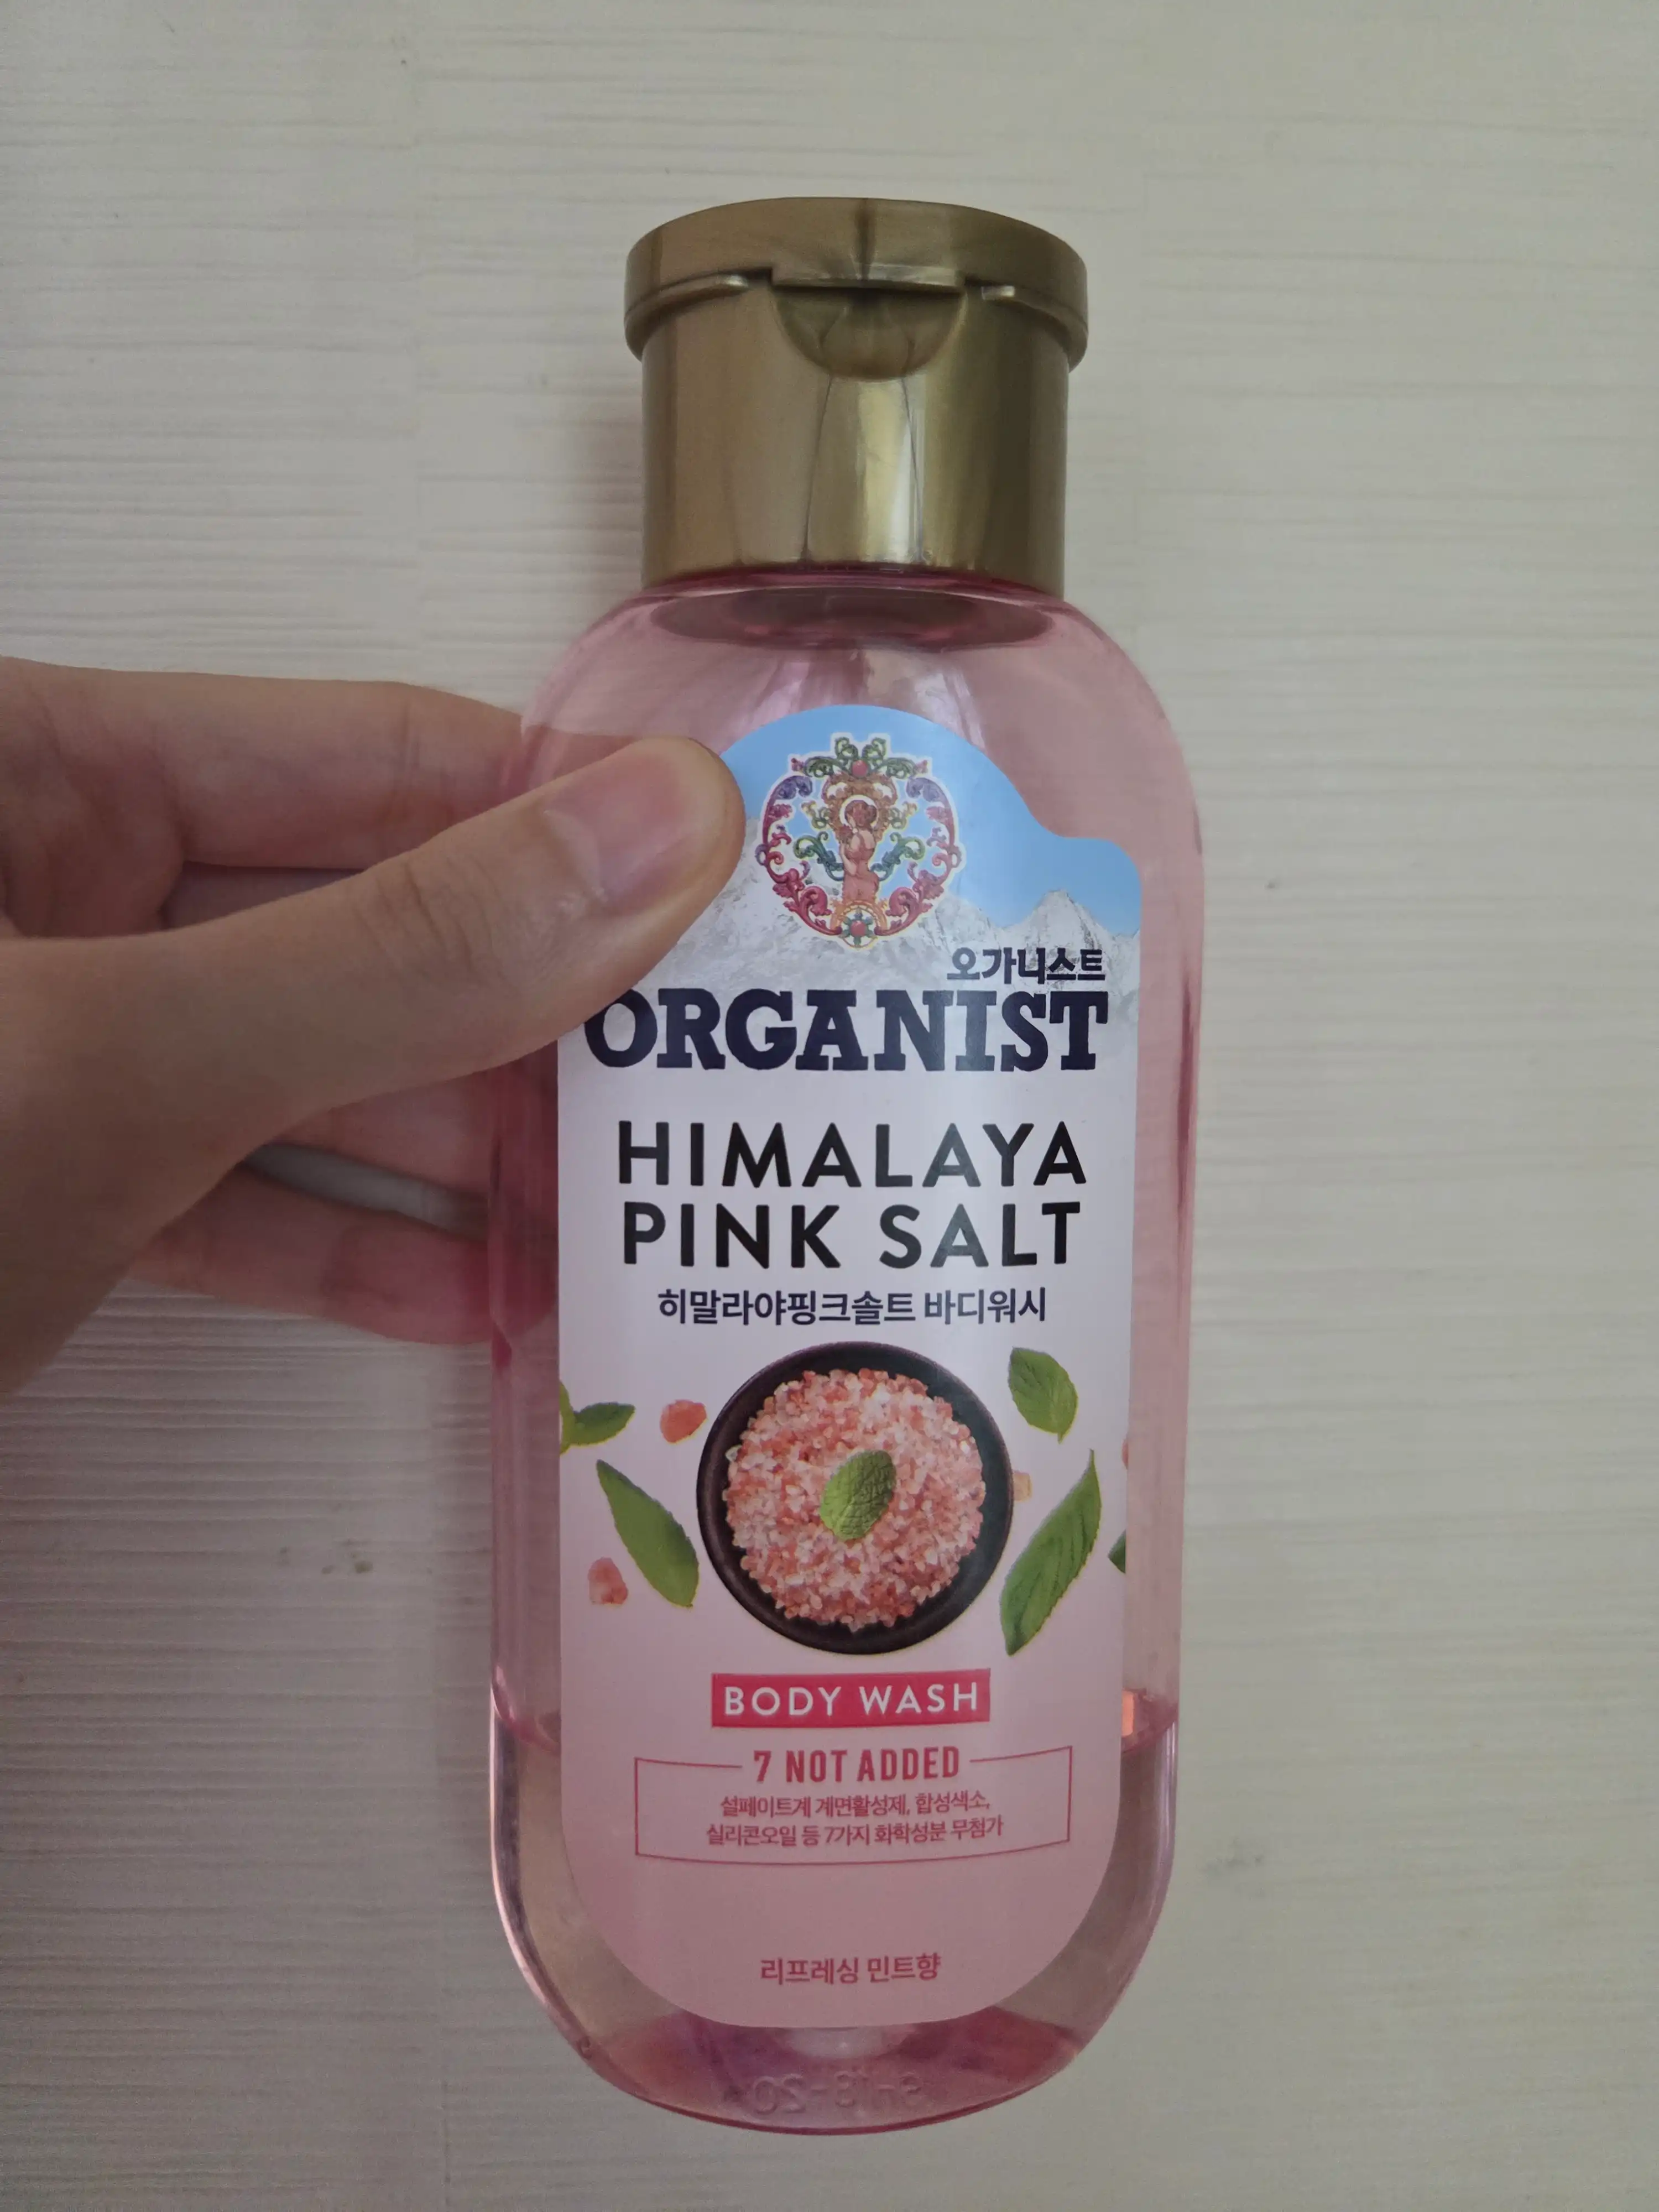 오가니스트
ORGANIST
HIMALAYA
PINK SALT
히말라야핑크솔트 바디워시
BODY WASH
7 NOT ADDED
설페이트계 계면활성제, 합성색소,
실리콘오일 등 7가지 화학성분 무첨가
리프레싱 민트향